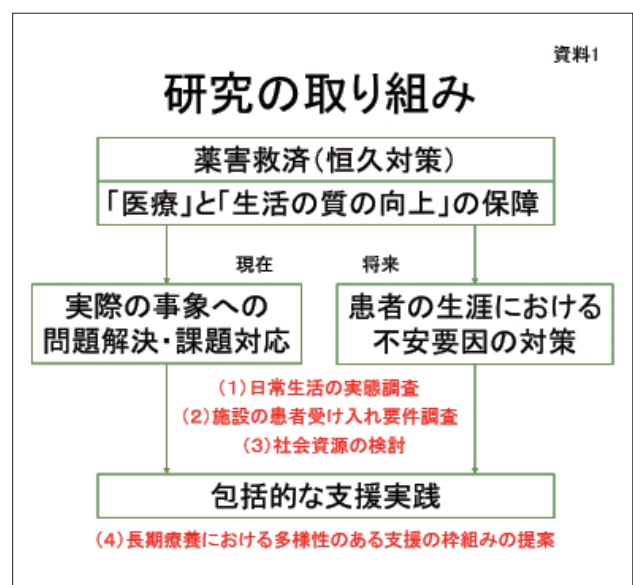 資料1
研究の取り組み
薬害救済(恒久対策)
「医療」と「生活の質の向上」の保障
現在
将来
実際の事象への
問題解決・課題対応
患者の生涯における
不安要因の対策
(1)日常生活の実態調査
(2)施設の患者受け入れ要件調査
(3)社会資源の検討
包括的な支援実践
(4)長期療養における多様性のある支援の枠組みの提案